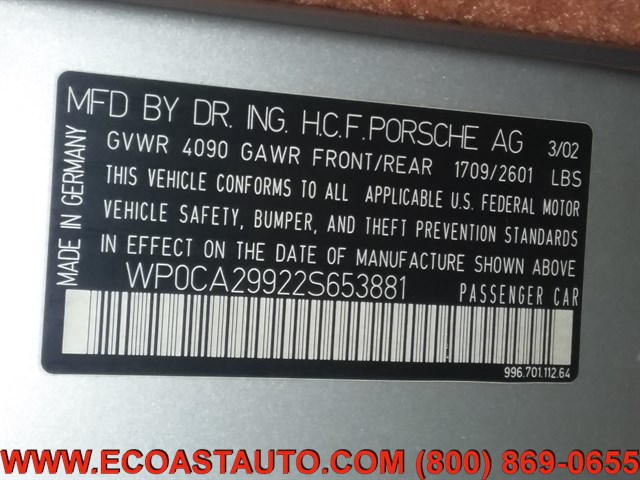 MFD BY DR. ING. H.C.F.PORSCHE AG 3/02
GVWR 4090 GAWR FRONT/REAR 1709/2601 LBS
THIS VEHICLE CONFORMS TO ALL APPLICABLE U.S. FEDERAL MOTOR
VEHICLE SAFETY, BUMPER, AND THEFT PREVENTION STANDARDS
IN EFFECT ON THE DATE OF MANUFACTURE SHOWN ABOVE
WP0CA29922S653881 PASSENGER CAR
MADE IN GERMANY
996.701.112.64
WWW.ECOASTAUTO.COM (800) 869-0655